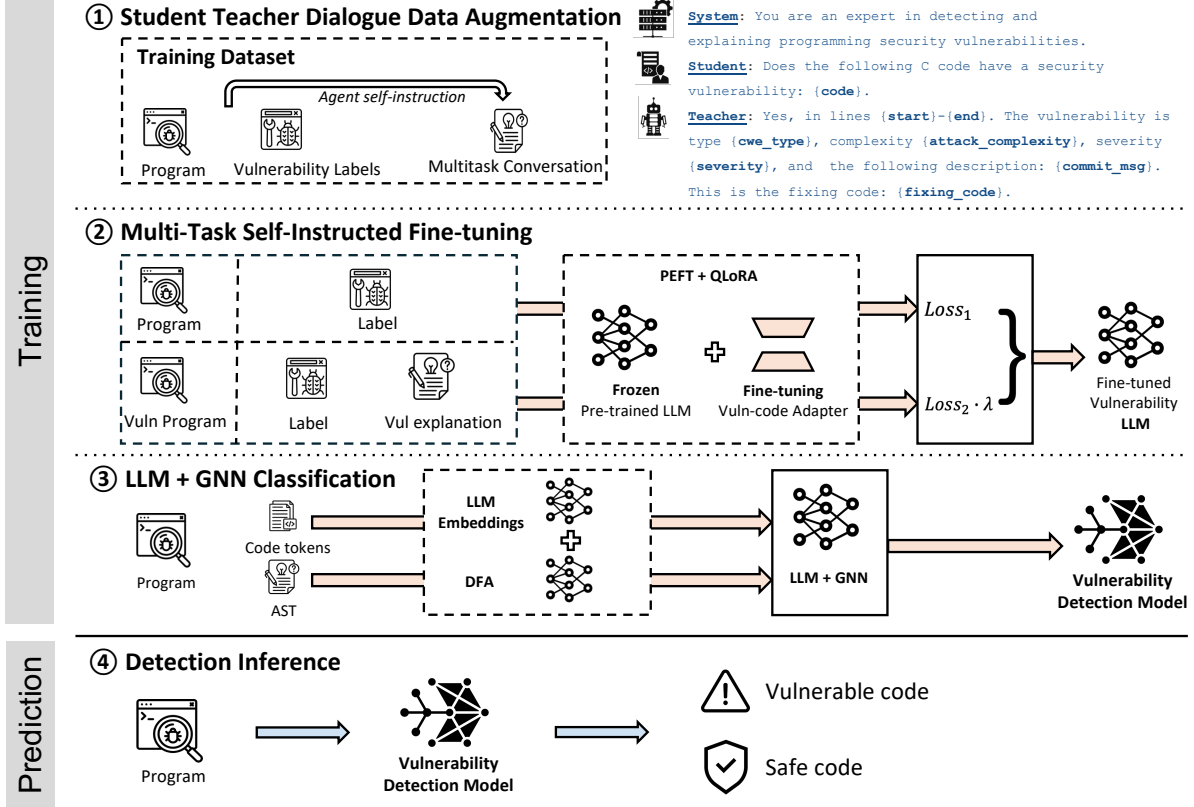 Training
① Student Teacher Dialogue Data Augmentation
Training Dataset
Agent self-instruction
Program
Vulnerability Labels
Multitask Conversation
System: You are an expert in detecting and
explaining programming security vulnerabilities.
Student: Does the following C code have a security
vulnerability: {code}.
Teacher: Yes, in lines {start}-{end}. The vulnerability is
type {cwe_type}, complexity {attack_complexity}, severity
{severity}, and the following description: {commit_msg}.
This is the fixing code: {fixing_code}.
② Multi-Task Self-Instructed Fine-tuning
Program
Label
Vuln Program
Label
Vul explanation
PEFT + QLoRA
Frozen
Pre-trained LLM
Fine-tuning
Vuln-code Adapter
Loss₁
Loss₂ · λ
}
Fine-tuned
Vulnerability
LLM
③ LLM + GNN Classification
Program
Code tokens
AST
LLM
Embeddings
DFA
LLM + GNN
Vulnerability
Detection Model
Prediction
④ Detection Inference
Program
Vulnerability
Detection Model
Vulnerable code
Safe code